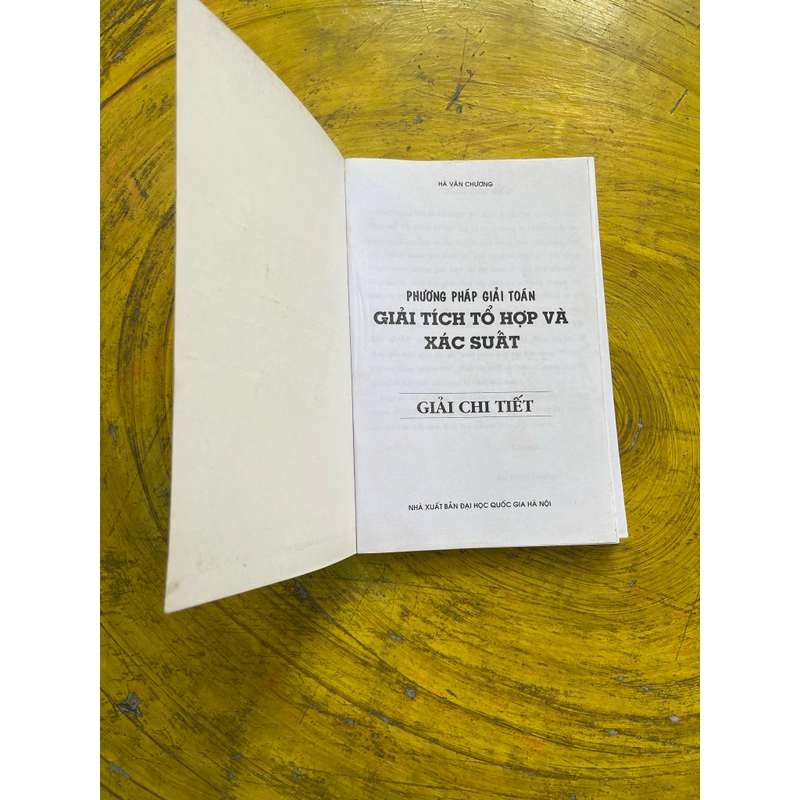 HÀ VĂN CHƯƠNG
PHƯƠNG PHÁP GIẢI TOÁN
GIẢI TÍCH TỔ HỢP VÀ
XÁC SUẤT
GIẢI CHI TIẾT
NHÀ XUẤT BẢN ĐẠI HỌC QUỐC GIA HÀ NỘI